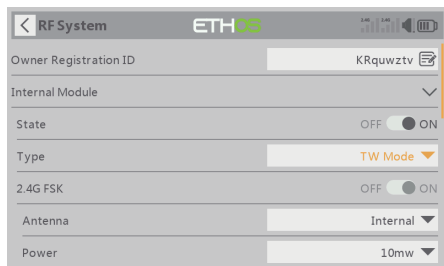 RF System ETHOS
Owner Registration ID KRquwztv
Internal Module
State OFF ON
Type TW Mode
2.4G FSK OFF ON
Antenna Internal
Power 10mw